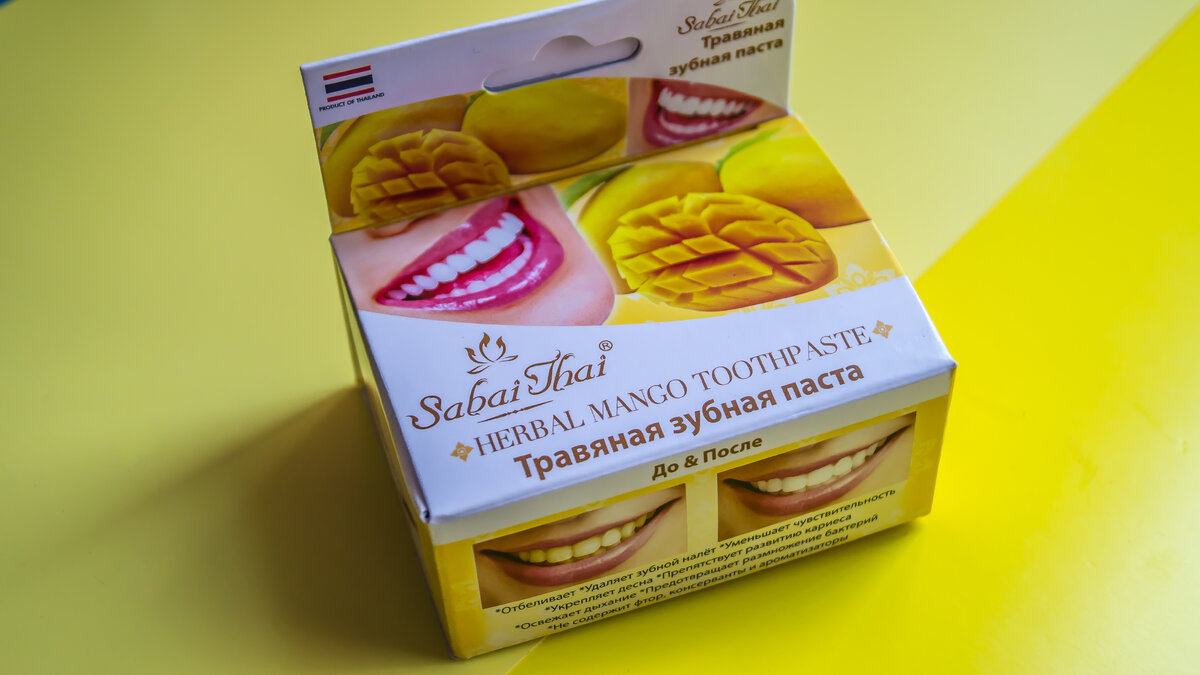 Sabai Thai
Травяная
зубная паста
PRODUCT OF THAILAND
Sabai Thai®
HERBAL MANGO TOOTHPASTE
Травяная зубная паста
До & После
*Отбеливает *Удаляет зубной налёт *Уменьшает чувствительность
*Укрепляет десна *Препятствует развитию кариеса
*Освежает дыхание *Предотвращает размножение бактерий
*Не содержит фтор, консерванты и ароматизаторы